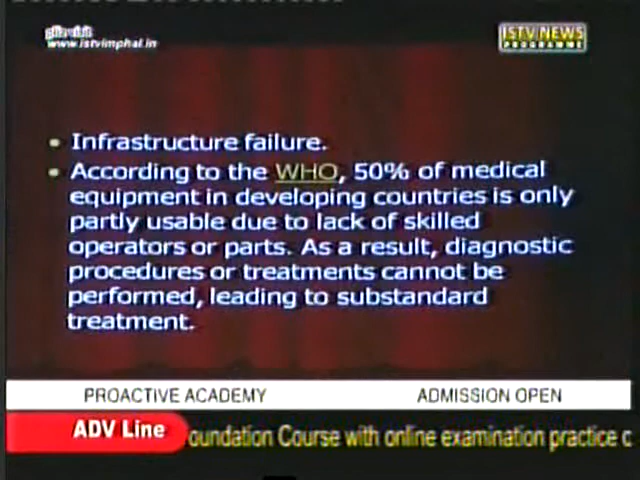 www.istvimphal.in
ISTV NEWS
PROGRAMME
• Infrastructure failure.
• According to the WHO, 50% of medical
equipment in developing countries is only
partly usable due to lack of skilled
operators or parts. As a result, diagnostic
procedures or treatments cannot be
performed, leading to substandard
treatment.
PROACTIVE ACADEMY ADMISSION OPEN
ADV Line oundation Course with online examination practice c